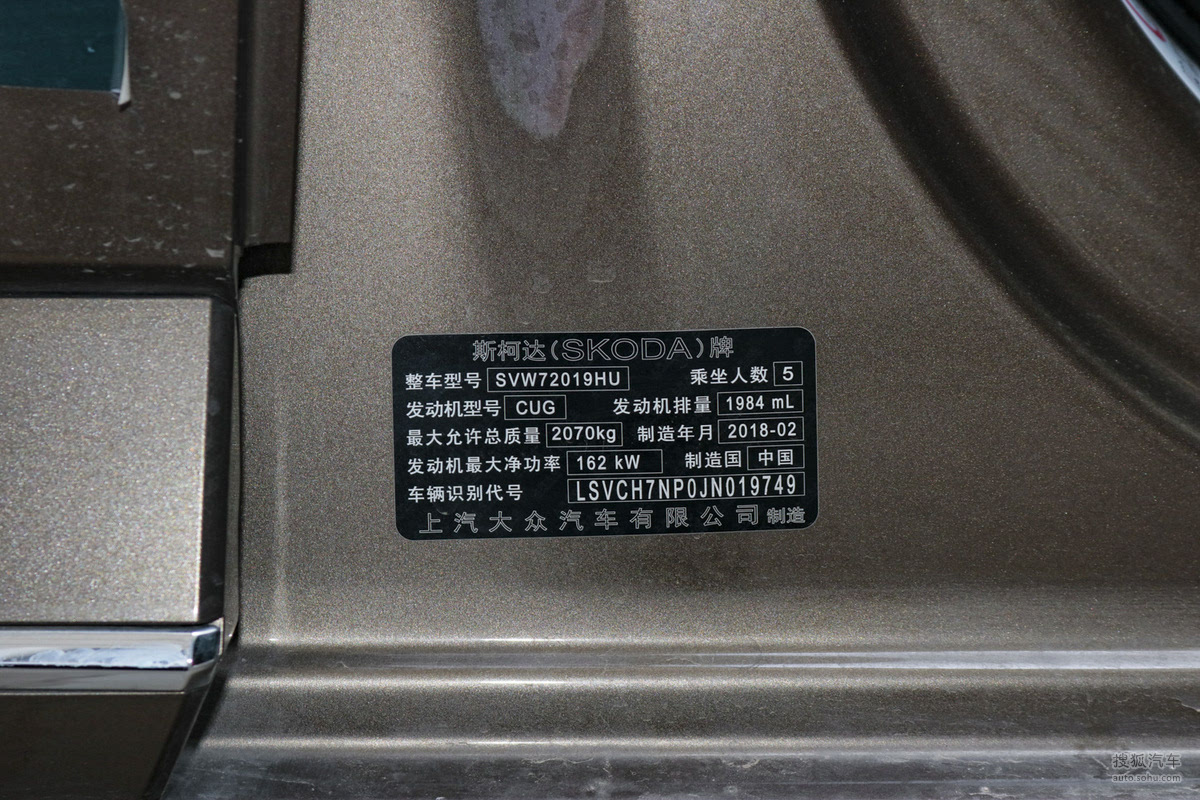 斯柯达(SKODA)牌
整车型号 SVW72019HU 乘坐人数 5
发动机型号 CUG 发动机排量 1984 mL
最大允许总质量 2070kg 制造年月 2018-02
发动机最大净功率 162 kW 制造国 中国
车辆识别代号 LSVCH7NP0JN019749
上汽大众汽车有限公司 制造
搜狐汽车
auto.sohu.com